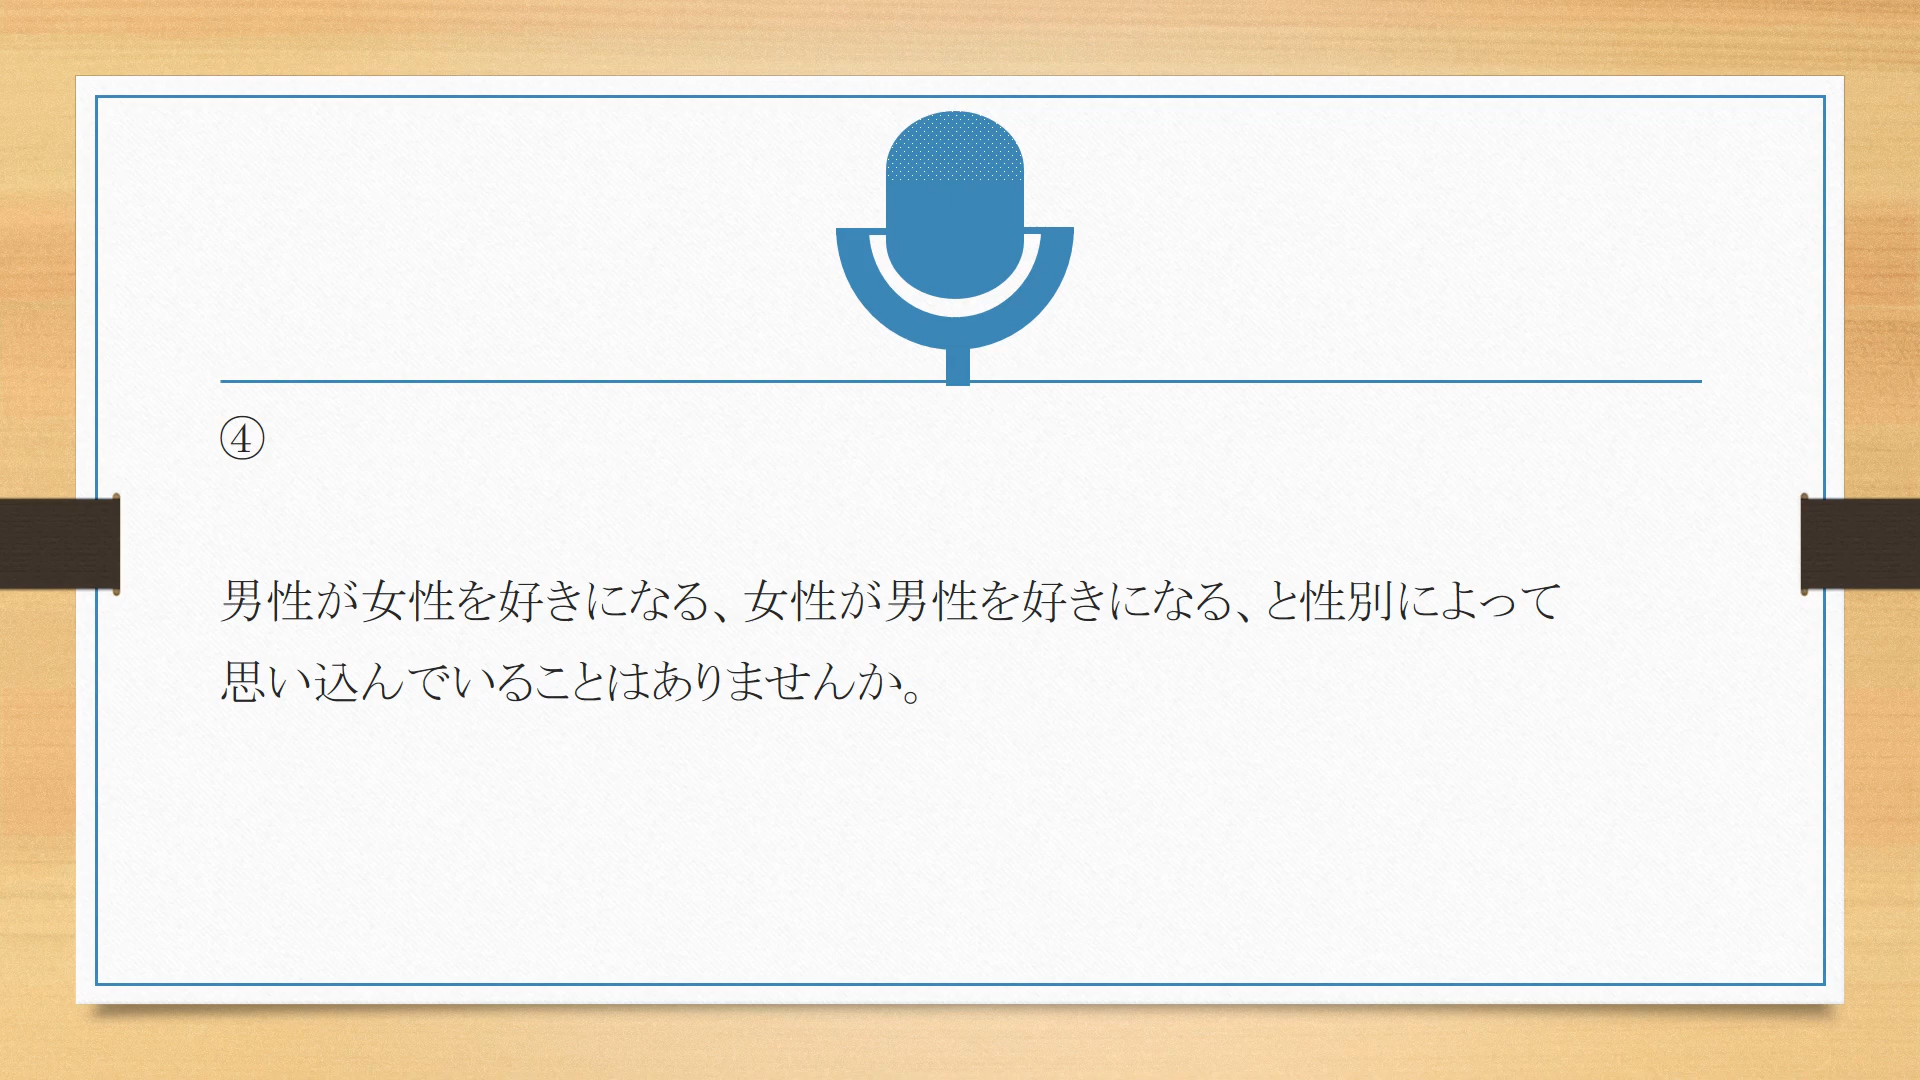 ④
男性が女性を好きになる、女性が男性を好きになる、と性別によって
思い込んでいることはありませんか。